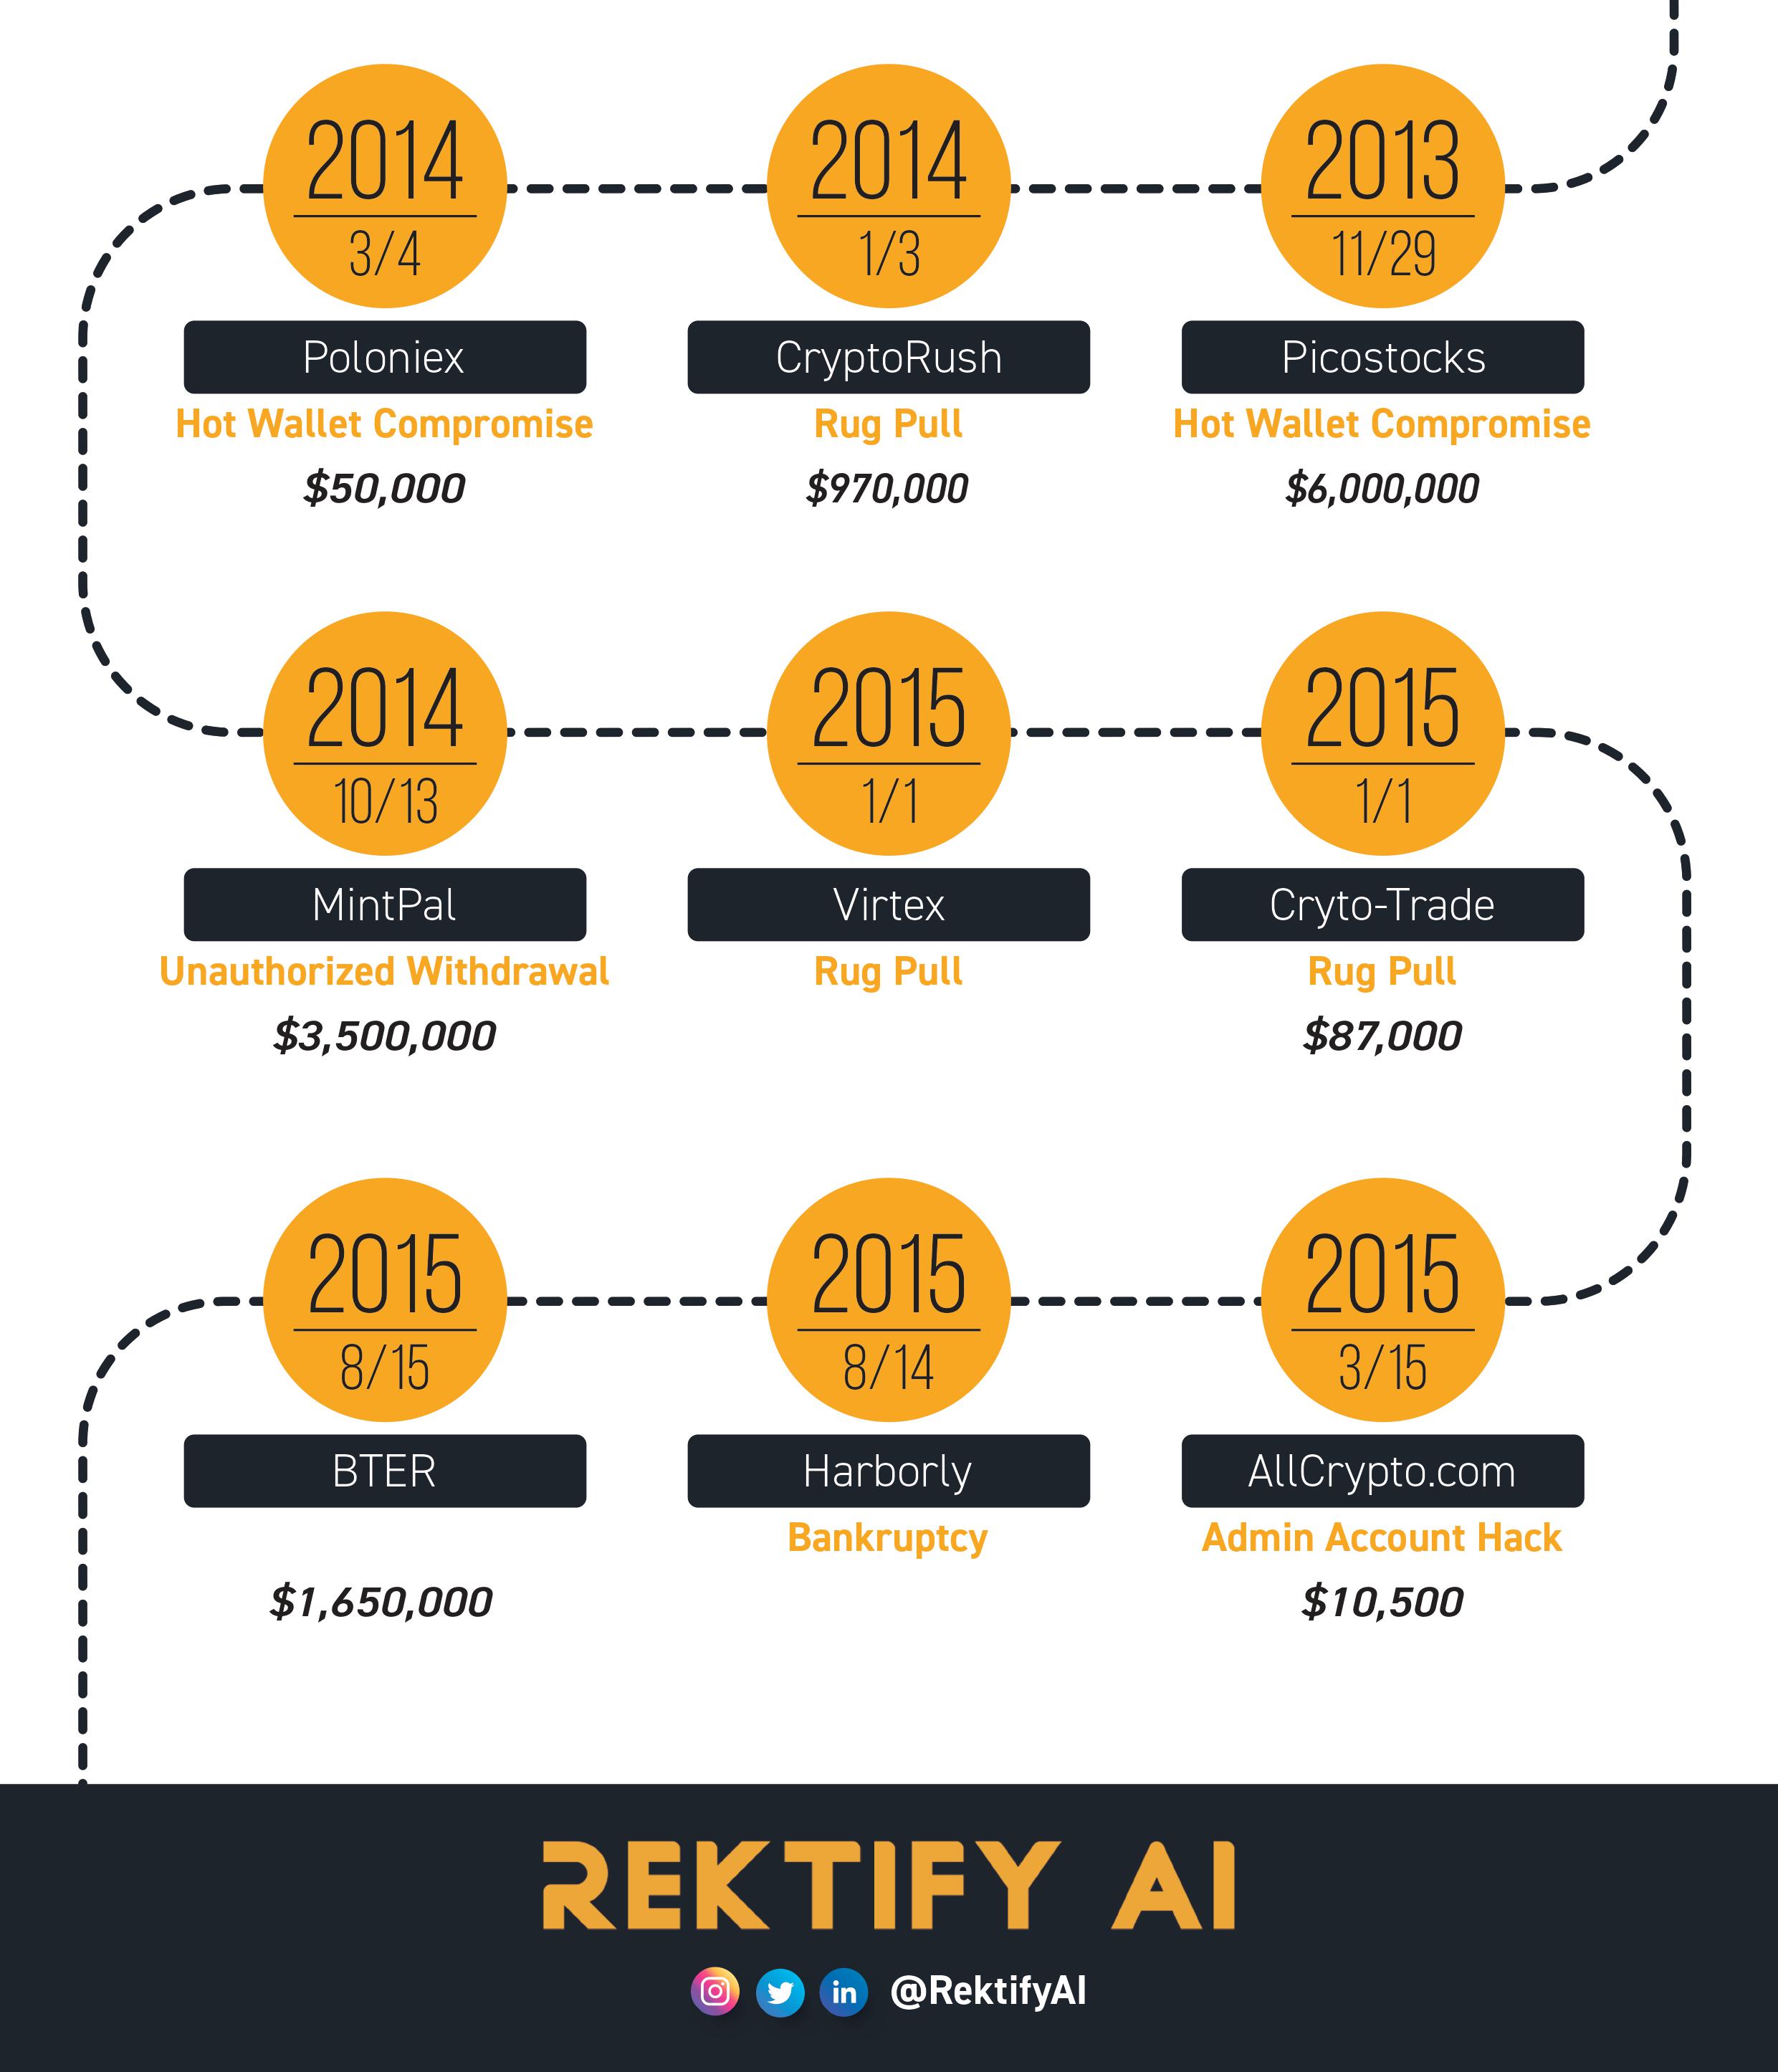 2014
3/4
Poloniex
Hot Wallet Compromise
$50,000
2014
1/3
CryptoRush
Rug Pull
$970,000
2013
11/29
Picostocks
Hot Wallet Compromise
$6,000,000
2014
10/13
MintPal
Unauthorized Withdrawal
$3,500,000
2015
1/1
Virtex
Rug Pull
2015
1/1
Cryto-Trade
Rug Pull
$87,000
2015
8/15
BTER
$1,650,000
2015
8/14
Harborly
Bankruptcy
2015
3/15
AllCrypto.com
Admin Account Hack
$10,500
REKTIFY AI
in @RektifyAI